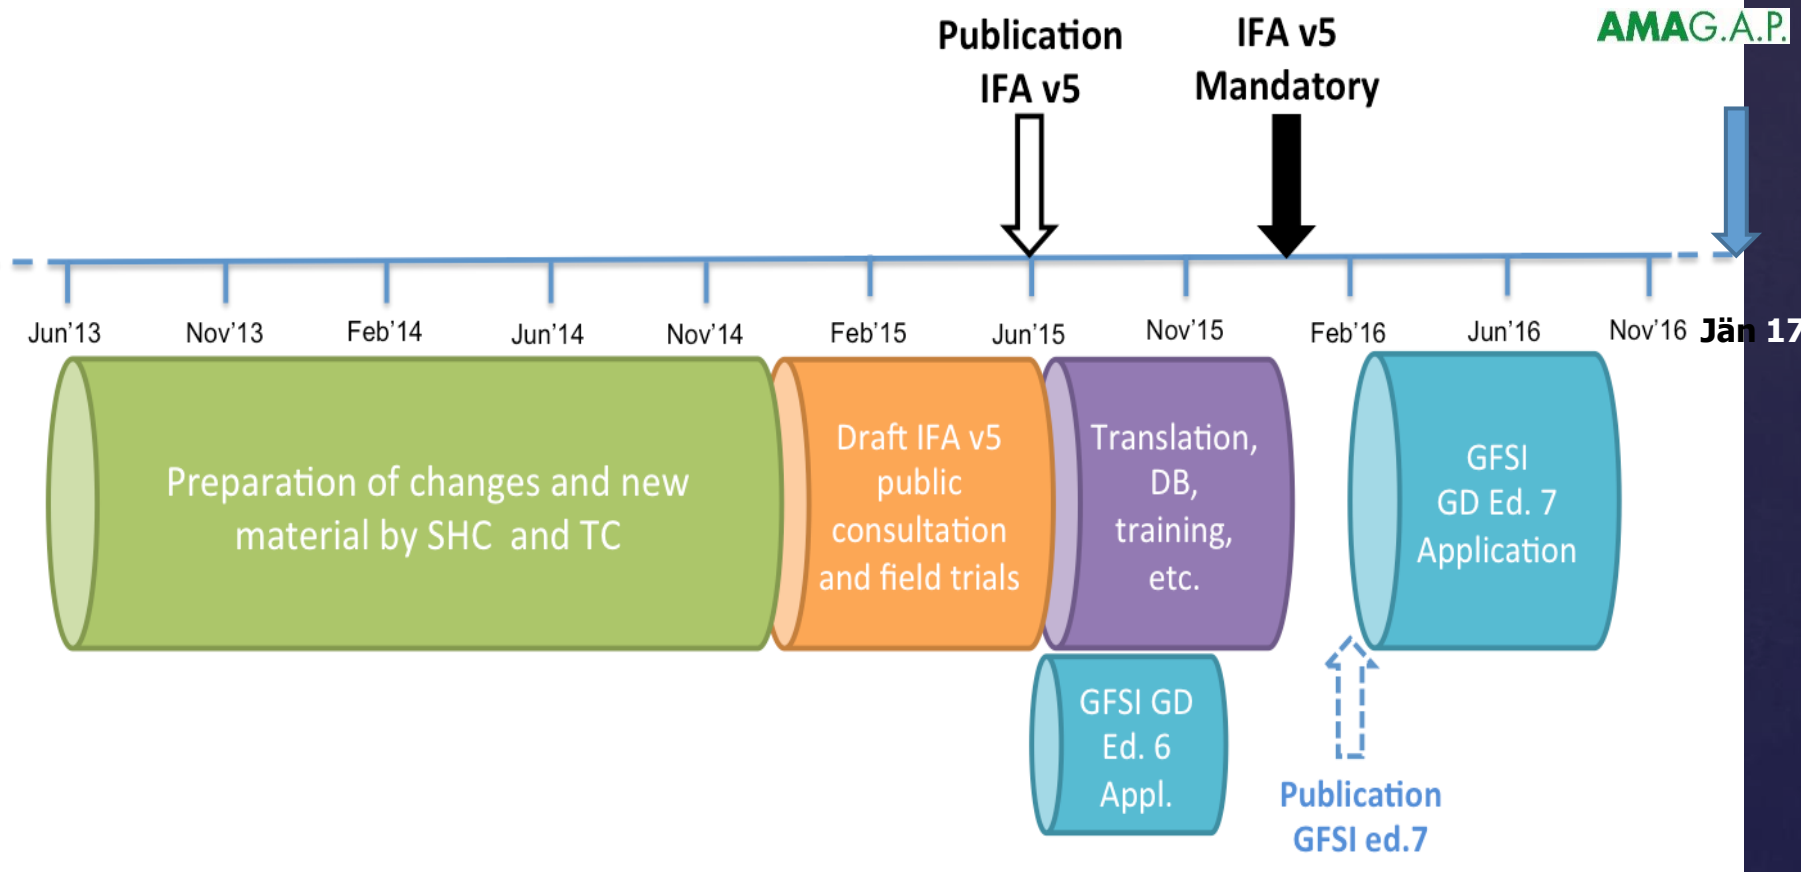 Publication
IFA v5
IFA v5
Mandatory
AMAG.A.P.
Jun'13
Nov'13
Feb'14
Jun'14
Nov'14
Feb'15
Jun'15
Nov'15
Feb'16
Jun'16
Nov'16
Jän 17
Preparation of changes and new
material by SHC and TC
Draft IFA v5
public
consultation
and field trials
Translation,
DB,
training,
etc.
GFSI
GD Ed. 7
Application
GFSI GD
Ed. 6
Appl.
Publication
GFSI ed.7